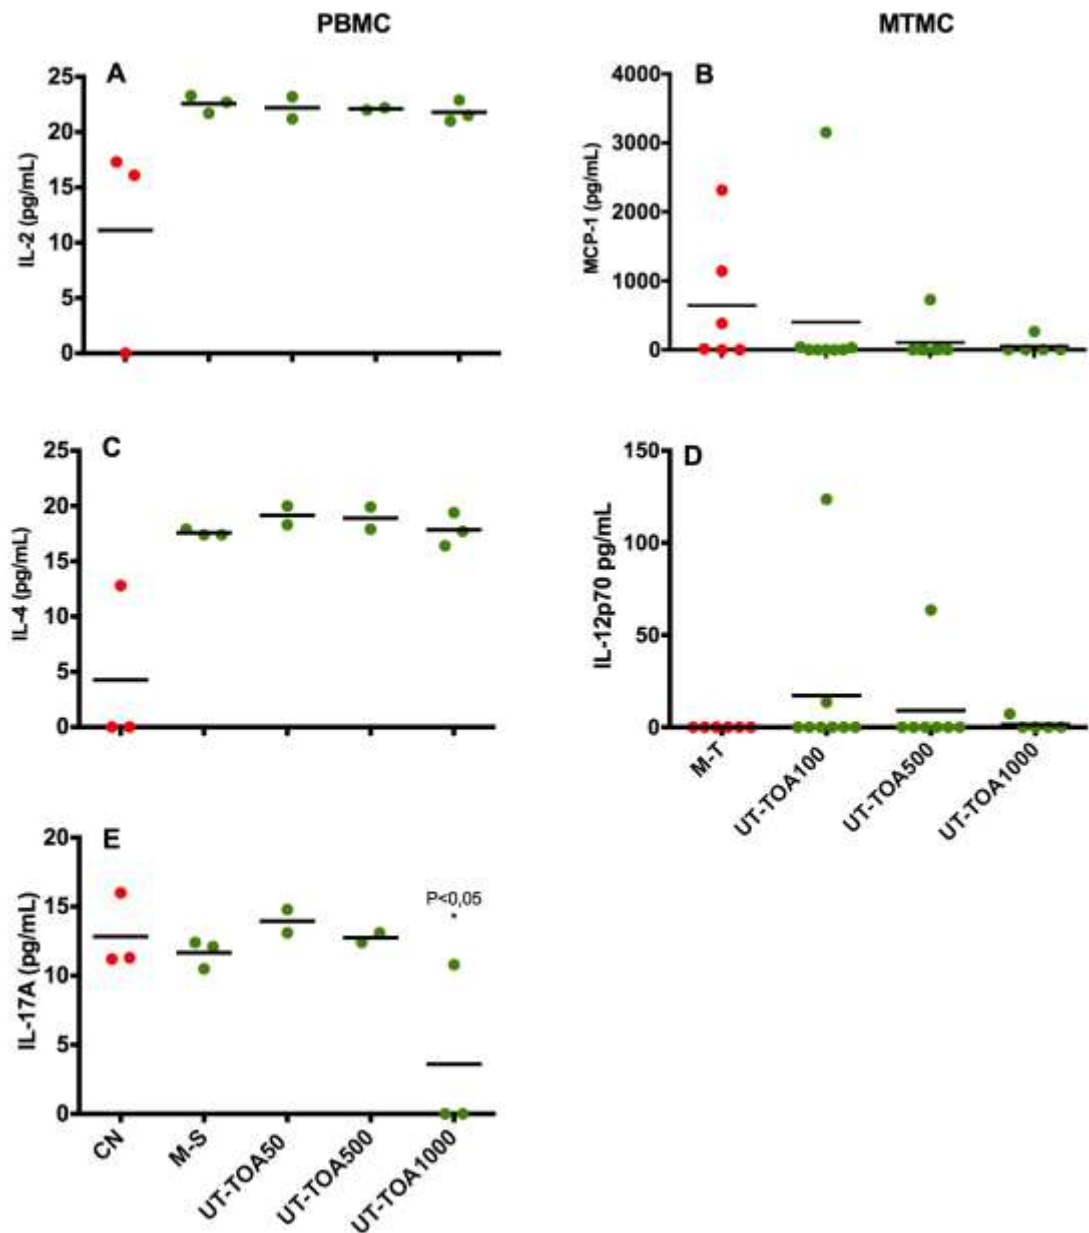 PBMC
MTMC
A
25
20
15
10
5
0
IL-2 (pg/mL)
B
4000
3000
2000
1000
0
MCP-1 (pg/mL)
C
25
20
15
10
5
0
IL-4 (pg/mL)
D
150
100
50
0
IL-12p70 pg/mL
M-T
UT-TOA100
UT-TOA500
UT-TOA1000
E
20
15
10
5
0
IL-17A (pg/mL)
P<0,05
*
CN
M-S
UT-TOA50
UT-TOA500
UT-TOA1000